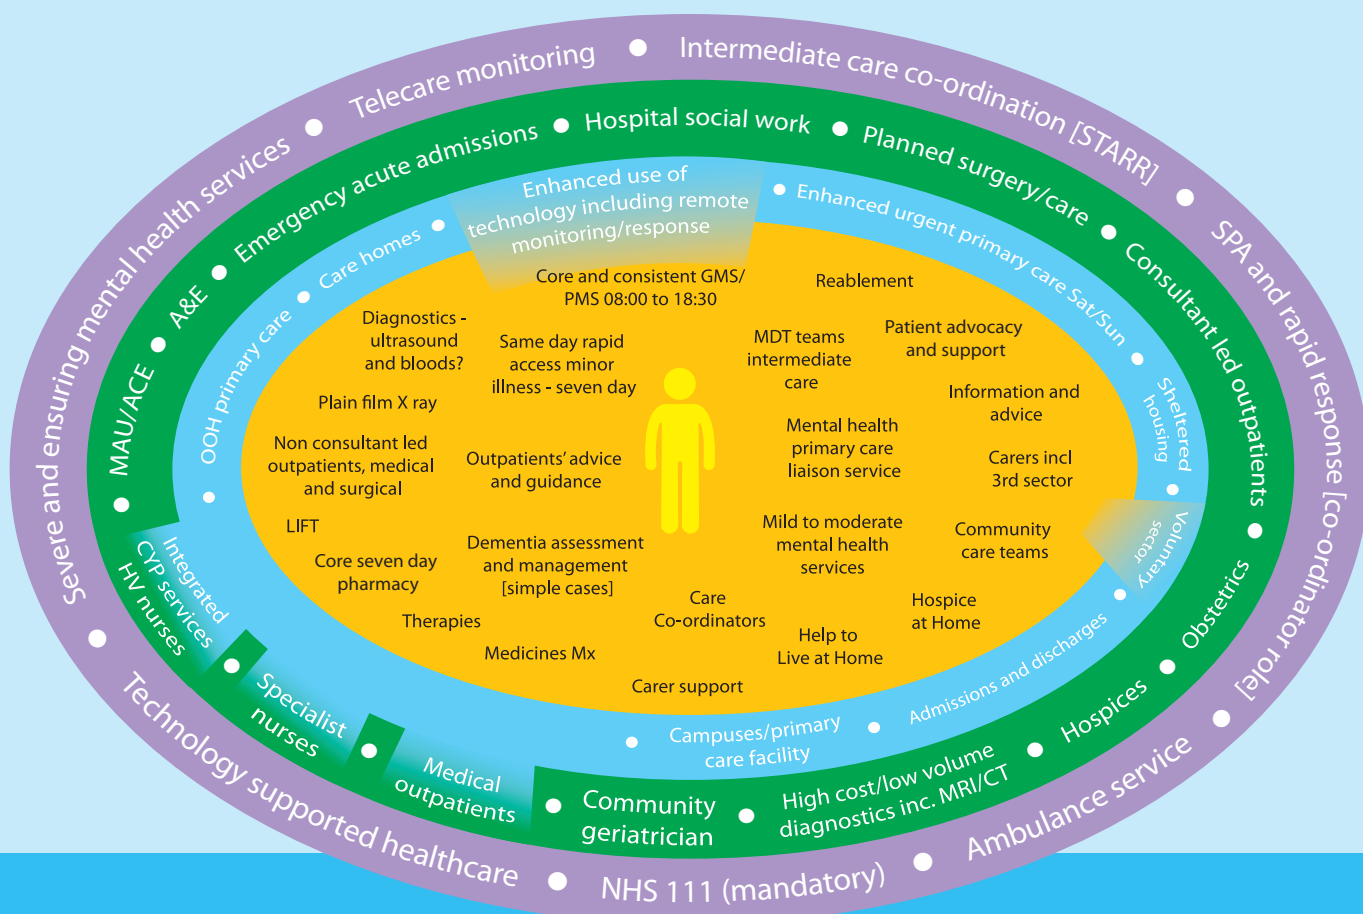 Severe and ensuring mental health services
Telecare monitoring
Intermediate care co-ordination [STARR]
SPA and rapid response [co-ordinator role]
Ambulance service
NHS 111 (mandatory)
Technology supported healthcare
MAU/ACE
A&E
Emergency acute admissions
Hospital social work
Planned surgery/care
Consultant led outpatients
Obstetrics
Hospices
High cost/low volume
diagnostics inc. MRI/CT
Community
geriatrician
Medical
outpatients
Specialist
nurses
Integrated
CYP services
HV nurses
OOH primary care
Care homes
Enhanced use of
technology including remote
monitoring/response
Enhanced urgent primary care Sat/Sun
Sheltered
housing
Voluntary
sector
Admissions and discharges
Campuses/primary
care facility
Core and consistent GMS/
PMS 08:00 to 18:30
Reablement
Diagnostics -
ultrasound
and bloods?
Same day rapid
access minor
illness - seven day
MDT teams
intermediate
care
Patient advocacy
and support
Plain film X ray
Information and
advice
Non consultant led
outpatients, medical
and surgical
Outpatients' advice
and guidance
Mental health
primary care
liaison service
Carers incl
3rd sector
LIFT
Core seven day
pharmacy
Dementia assessment
and management
[simple cases]
Mild to moderate
mental health
services
Community
care teams
Therapies
Care
Co-ordinators
Hospice
at Home
Medicines Mx
Help to
Live at Home
Carer support